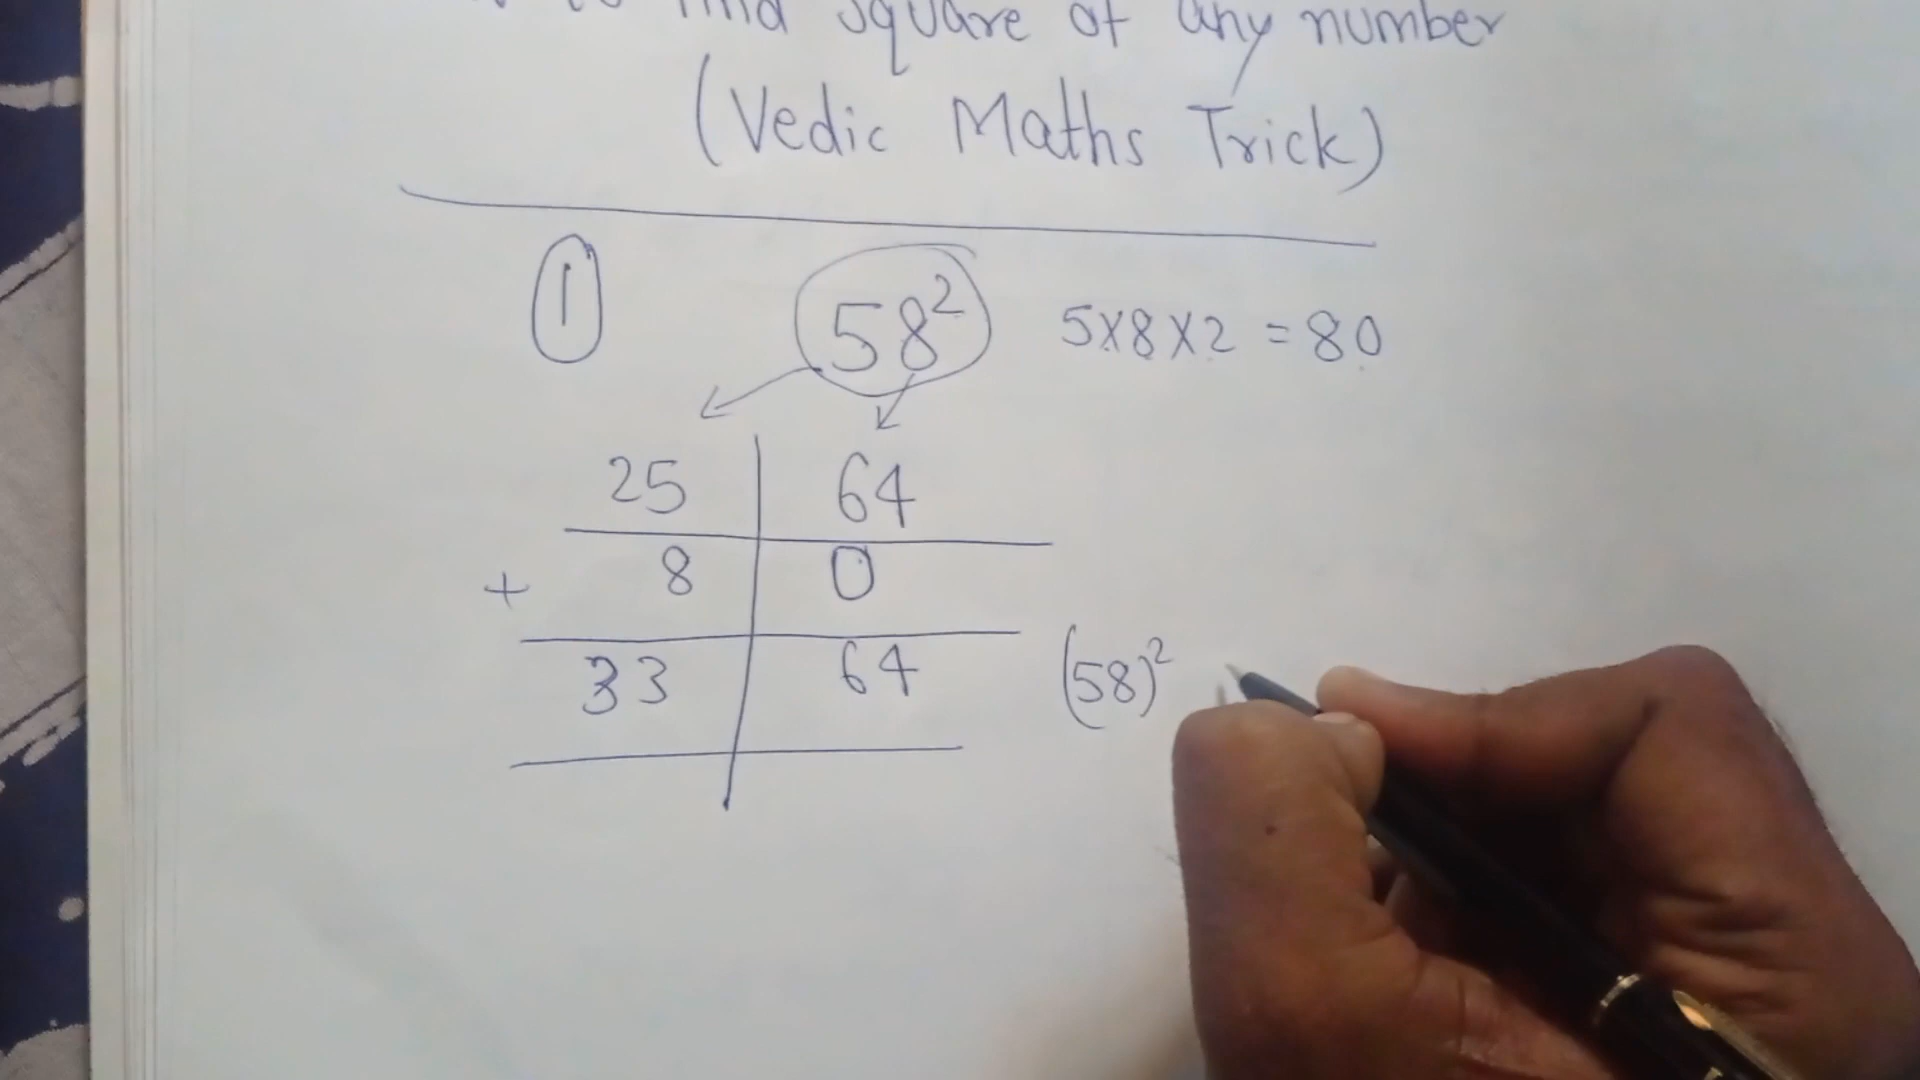 find square of any number
(Vedic Maths Trick)
1 58² 5×8×2 = 80
25 64
+ 8 0
33 64 (58)²